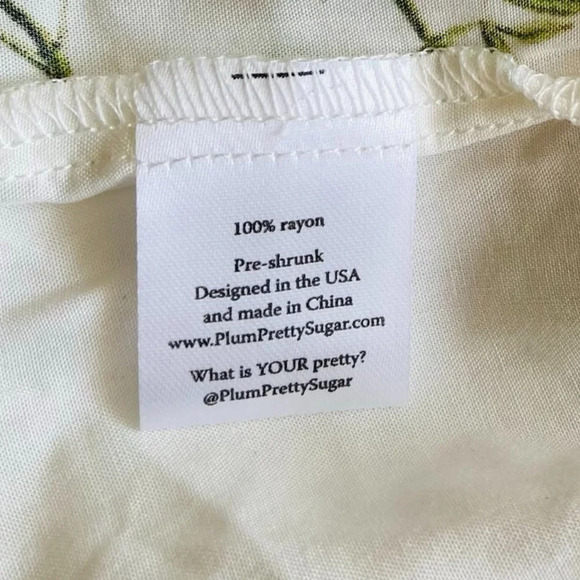 100% rayon
Pre-shrunk
Designed in the USA
and made in China
www.PlumPrettySugar.com
What is YOUR pretty?
@PlumPrettySugar